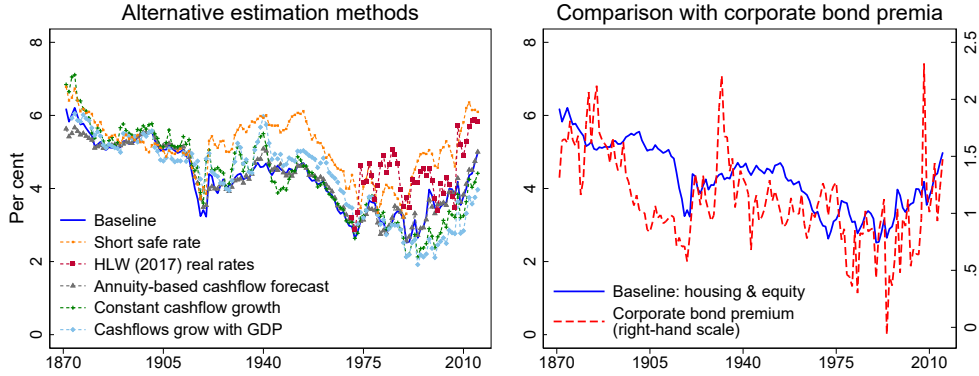 Alternative estimation methods
Per cent
8
6
4
2
0
1870
1905
1940
1975
2010
Baseline
Short safe rate
HLW (2017) real rates
Annuity-based cashflow forecast
Constant cashflow growth
Cashflows grow with GDP
Comparison with corporate bond premia
8
6
4
2
0
2.5
2
1.5
1
.5
0
1870
1905
1940
1975
2010
Baseline: housing & equity
Corporate bond premium
(right-hand scale)